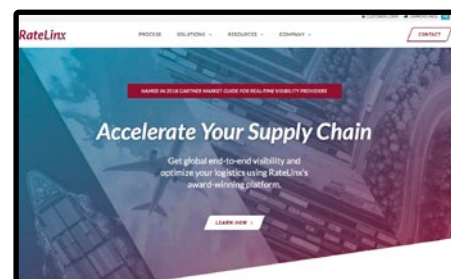 CUSTOMER LOGIN
RateLinx
PROCESS SOLUTIONS RESOURCES COMPANY CONTACT
NAMED IN 2018 GARTNER MARKET GUIDE FOR REAL-TIME VISIBILITY PROVIDERS
Accelerate Your Supply Chain
Get global end-to-end visibility and
optimize your logistics using RateLinx's
award-winning platform.
LEARN HOW